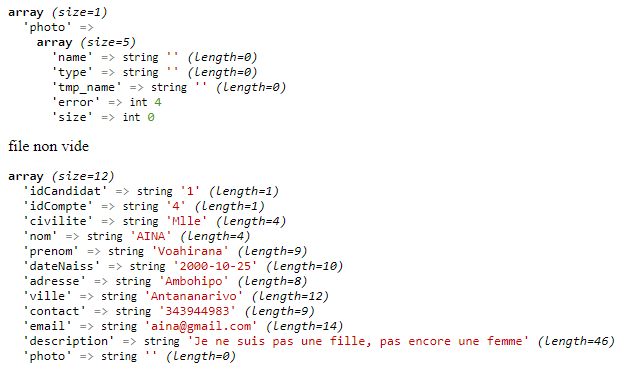 array (size=1)
'photo' =>
array (size=5)
'name' => string '' (length=0)
'type' => string '' (length=0)
'tmp_name' => string '' (length=0)
'error' => int 4
'size' => int 0
file non vide
array (size=12)
'idCandidat' => string '1' (length=1)
'idCompte' => string '4' (length=1)
'civilite' => string 'Mlle' (length=4)
'nom' => string 'AINA' (length=4)
'prenom' => string 'Voahirana' (length=9)
'dateNaiss' => string '2000-10-25' (length=10)
'adresse' => string 'Ambohipo' (length=8)
'ville' => string 'Antananarivo' (length=12)
'contact' => string '343944983' (length=9)
'email' => string 'aina@gmail.com' (length=14)
'description' => string 'Je ne suis pas une fille, pas encore une femme' (length=46)
'photo' => string '' (length=0)